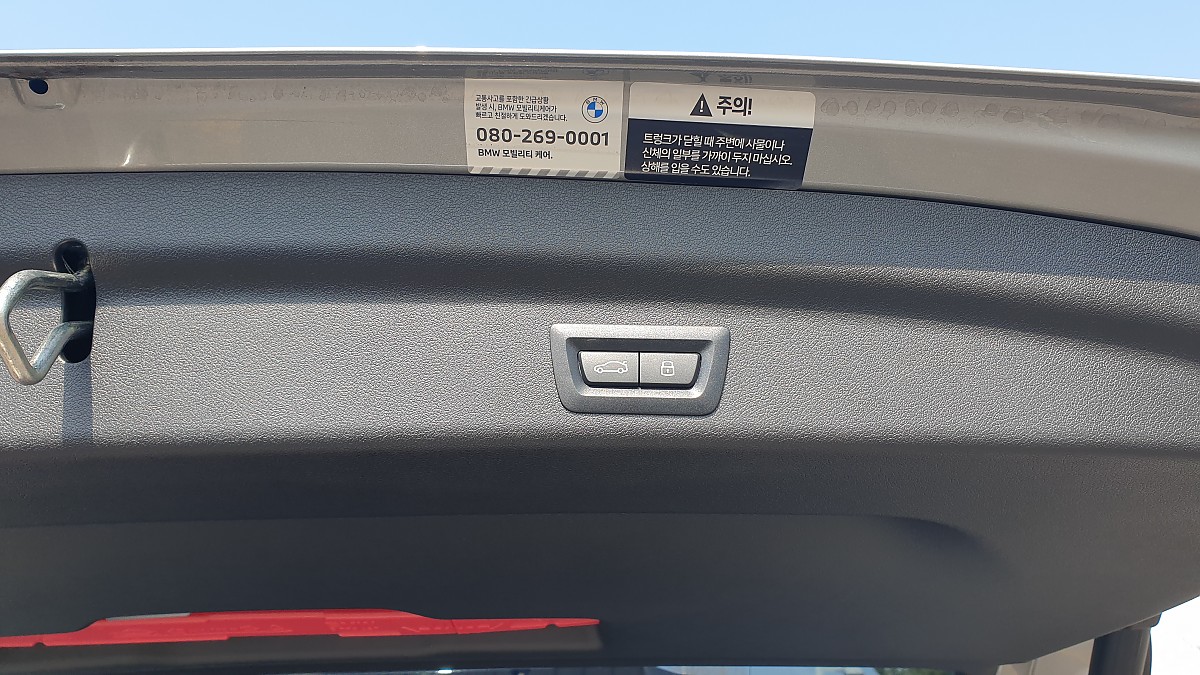 교통사고를 포함한 긴급상황
발생 시, BMW 모빌리티케어가
빠르고 친절하게 도와드리겠습니다.
BMW
080-269-0001
BMW 모빌리티 케어.
주의!
트렁크가 닫힐 때 주변에 사물이나
신체의 일부를 가까이 두지 마십시오.
상해를 입을 수도 있습니다.